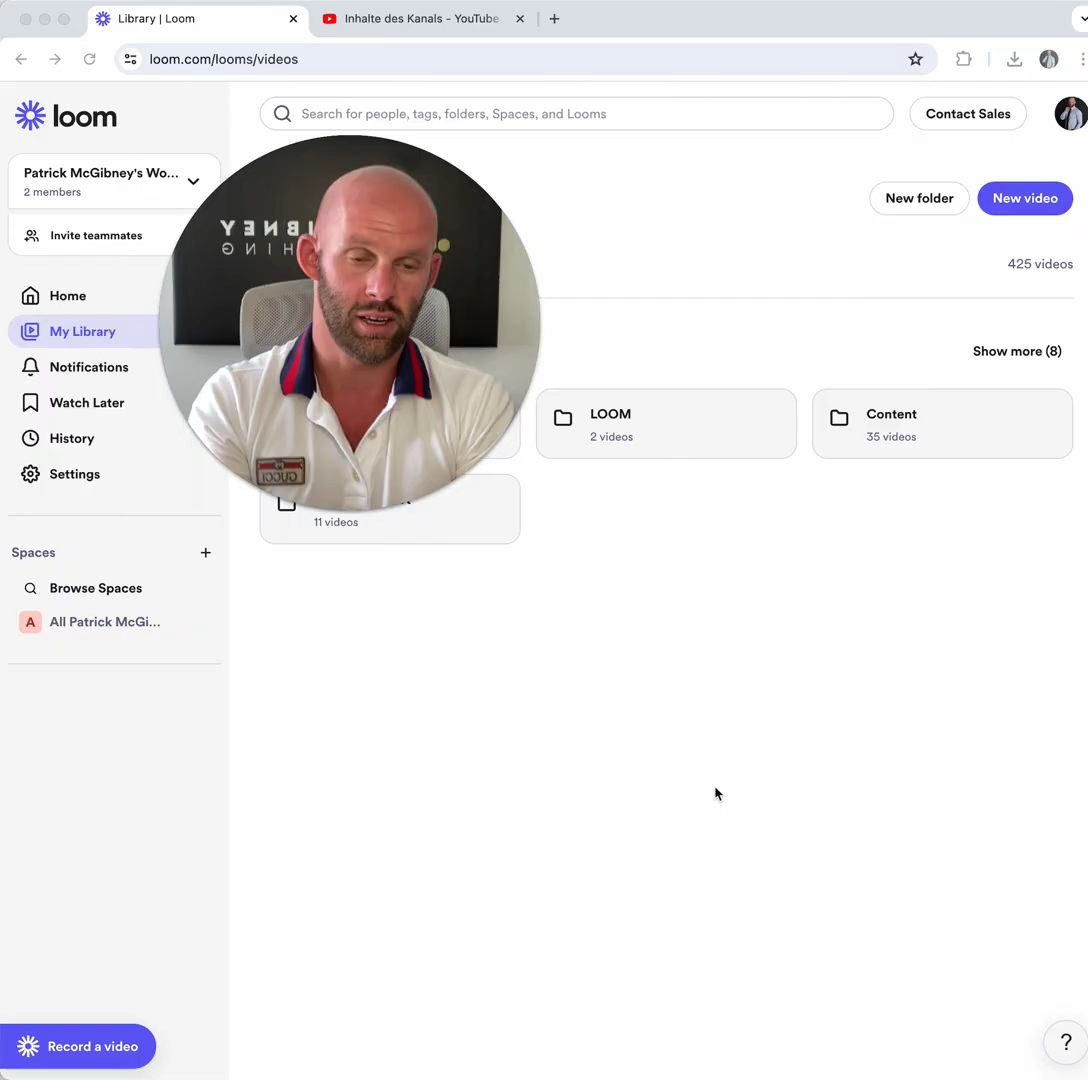 Library | Loom
Inhalte des Kanals - YouTube
loom.com/looms/videos
loom
Search for people, tags, folders, Spaces, and Looms
Contact Sales
Patrick McGibney's Wo...
2 members
New folder
New video
Invite teammates
425 videos
Home
My Library
Show more (8)
Notifications
Watch Later
LOOM
2 videos
Content
35 videos
History
Settings
GUCCI
11 videos
Spaces
Browse Spaces
A
All Patrick McGi...
Record a video
?